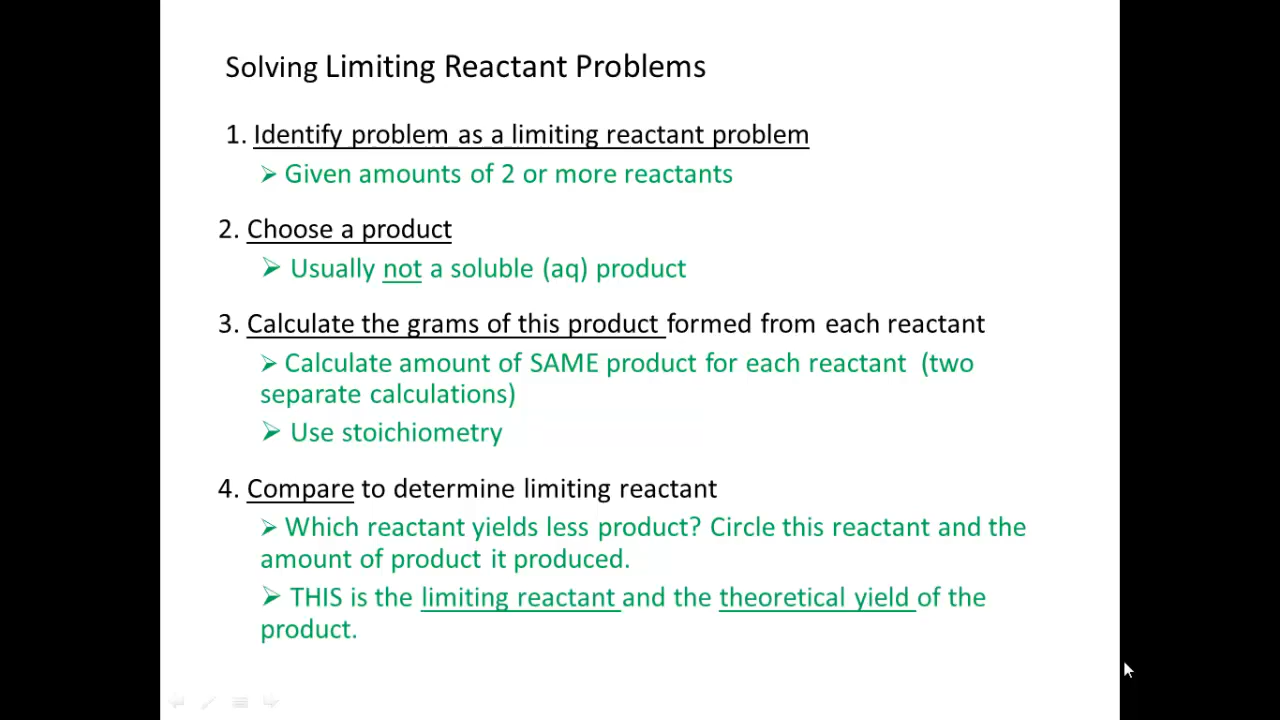 Solving Limiting Reactant Problems
1. Identify problem as a limiting reactant problem
➢ Given amounts of 2 or more reactants
2. Choose a product
➢ Usually not a soluble (aq) product
3. Calculate the grams of this product formed from each reactant
➢ Calculate amount of SAME product for each reactant (two
separate calculations)
➢ Use stoichiometry
4. Compare to determine limiting reactant
➢ Which reactant yields less product? Circle this reactant and the
amount of product it produced.
➢ THIS is the limiting reactant and the theoretical yield of the
product.